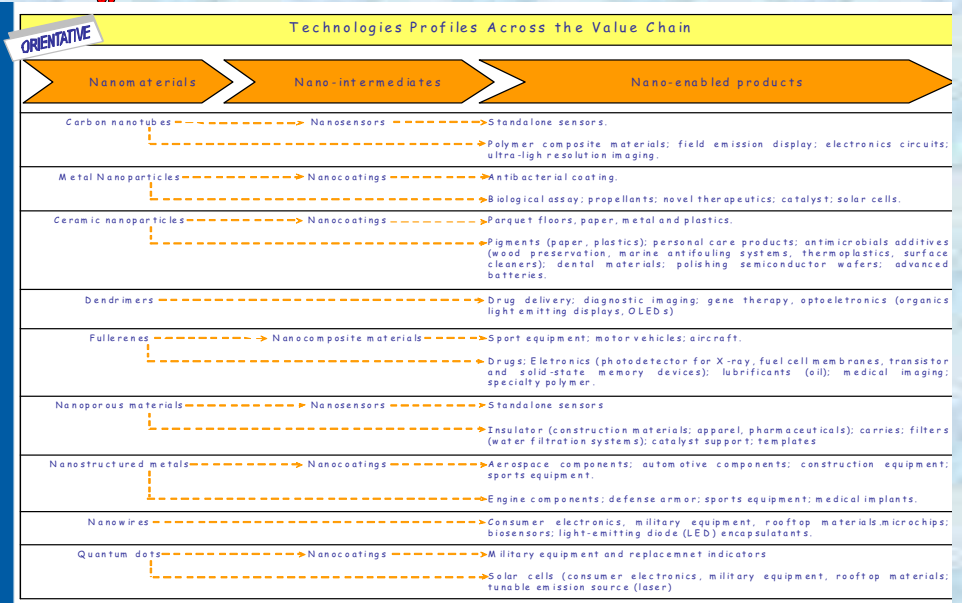 Technologies Profiles Across the Value Chain
ORIENTATIVE
Nanomaterials
Nano-intermediates
Nano-enabled products
Carbon nanotubes
Nanosensors
Standalone sensors.
Polymer composite materials; field emission display; electronics circuits;
ultra-ligh resolution imaging.
Metal Nanoparticles
Nanocoatings
Antibacterial coating.
Biological assay; propellants; novel therapeutics; catalyst; solar cells.
Ceramic nanoparticles
Nanocoatings
Parquet floors, paper, metal and plastics.
Pigments (paper, plastics); personal care products; antimicrobials additives
(wood preservation, marine antifouling systems, thermoplastics, surface
cleaners); dental materials; polishing semiconductor wafers; advanced
batteries.
Dendrimers
Drug delivery; diagnostic imaging; gene therapy, optoeletronics (organics
light emitting displays, OLEDs)
Fullerenes
Nanocomposite materials
Sport equipment; motor vehicles; aircraft.
Drugs; Eletronics (photodetector for X-ray, fuel cell membranes, transistor
and solid-state memory devices); lubrificants (oil); medical imaging;
specialty polymer.
Nanoporous materials
Nanosensors
Standalone sensors
Insulator (construction materials; apparel, pharmaceuticals); carries; filters
(water filtration systems); catalyst support; templates
Nanostructured metals
Nanocoatings
Aerospace components; automotive components; construction equipment;
sports equipment.
Engine components; defense armor; sports equipment; medical implants.
Nanowires
Consumer electronics, military equipment, rooftop materials.microchips;
biosensors; light-emitting diode (LED) encapsulatants.
Quantum dots
Nanocoatings
Military equipment and replacemnet indicators
Solar cells (consumer electronics, military equipment, rooftop materials;
tunable emission source (laser)